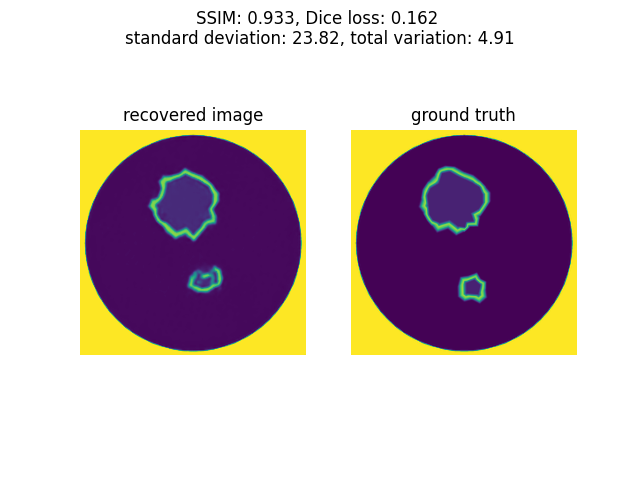 SSIM: 0.933, Dice loss: 0.162
standard deviation: 23.82, total variation: 4.91
recovered image
ground truth